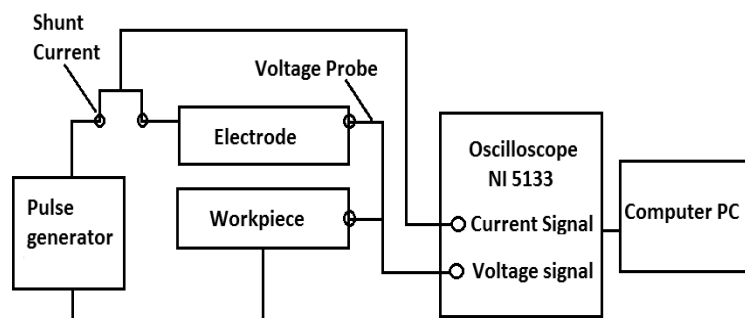 Shunt
Current
Voltage Probe
Electrode
Oscilloscope
NI 5133
Pulse
generator
Workpiece
Current Signal
Computer PC
Voltage signal